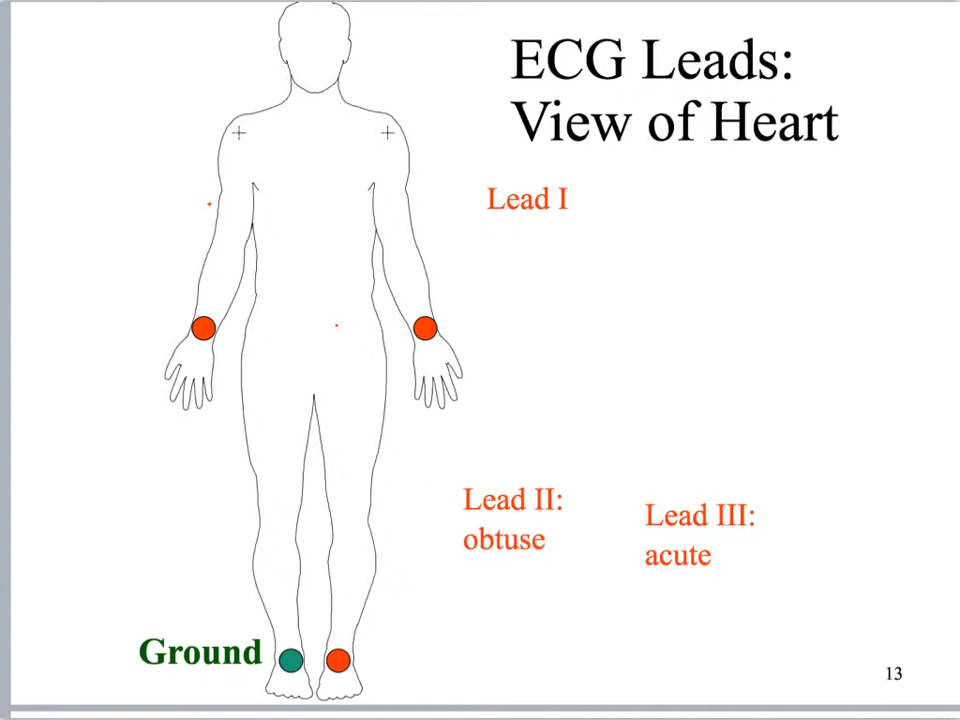 ECG Leads:
View of Heart
Lead I
Lead II:
obtuse
Lead III:
acute
Ground
13